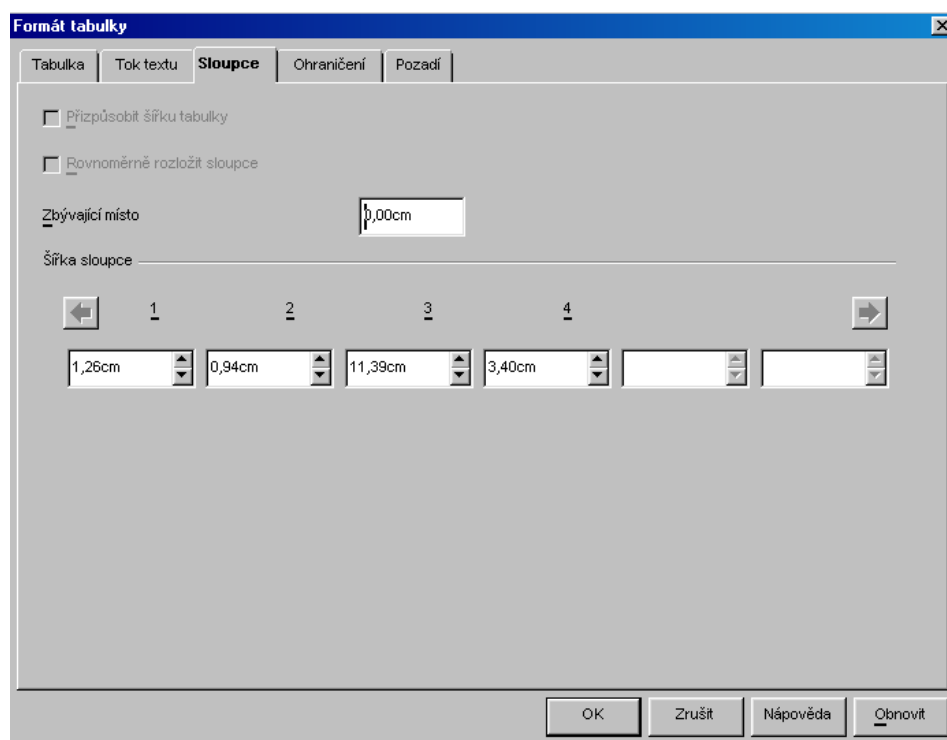 Formát tabulky
Tabulka Tok textu Sloupce Ohraničení Pozadí
Přizpůsobit šířku tabulky
Rovnoměrně rozložit sloupce
Zbývající místo 0,00cm
Šířka sloupce
1 2 3 4
1,26cm 0,94cm 11,39cm 3,40cm
OK Zrušit Nápověda Obnovit